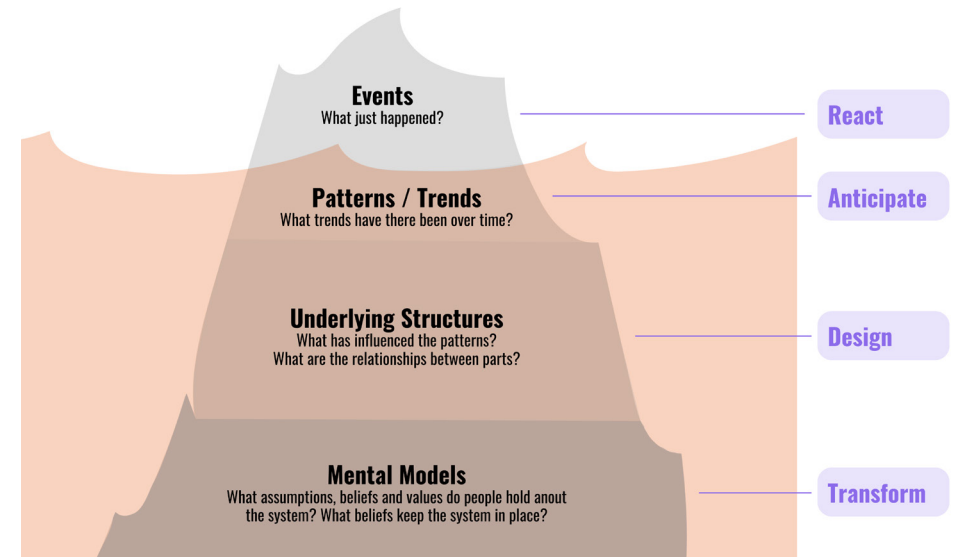 Events
What just happened?
React
Patterns / Trends
What trends have there been over time?
Anticipate
Underlying Structures
What has influenced the patterns?
What are the relationships between parts?
Design
Mental Models
What assumptions, beliefs and values do people hold anout
the system? What beliefs keep the system in place?
Transform